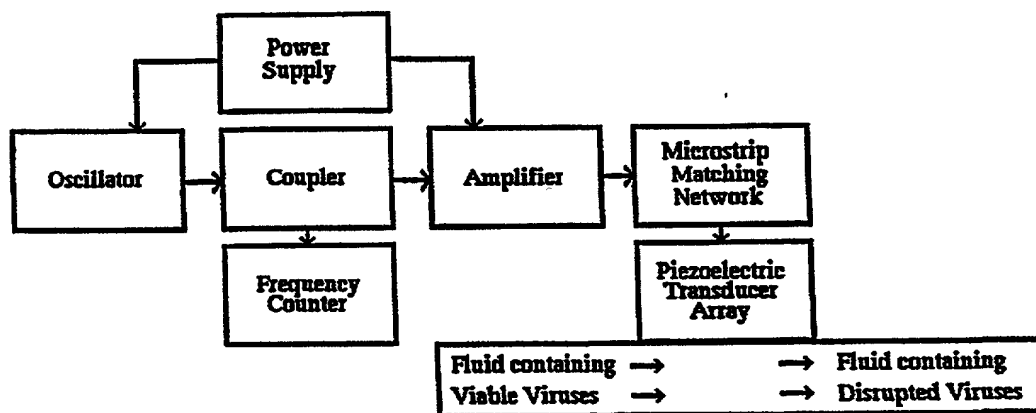 Power
Supply
Oscillator
Coupler
Amplifier
Microstrip
Matching
Network
Frequency
Counter
Piezoelectric
Transducer
Array
Fluid containing → → Fluid containing
Viable Viruses → → Disrupted Viruses